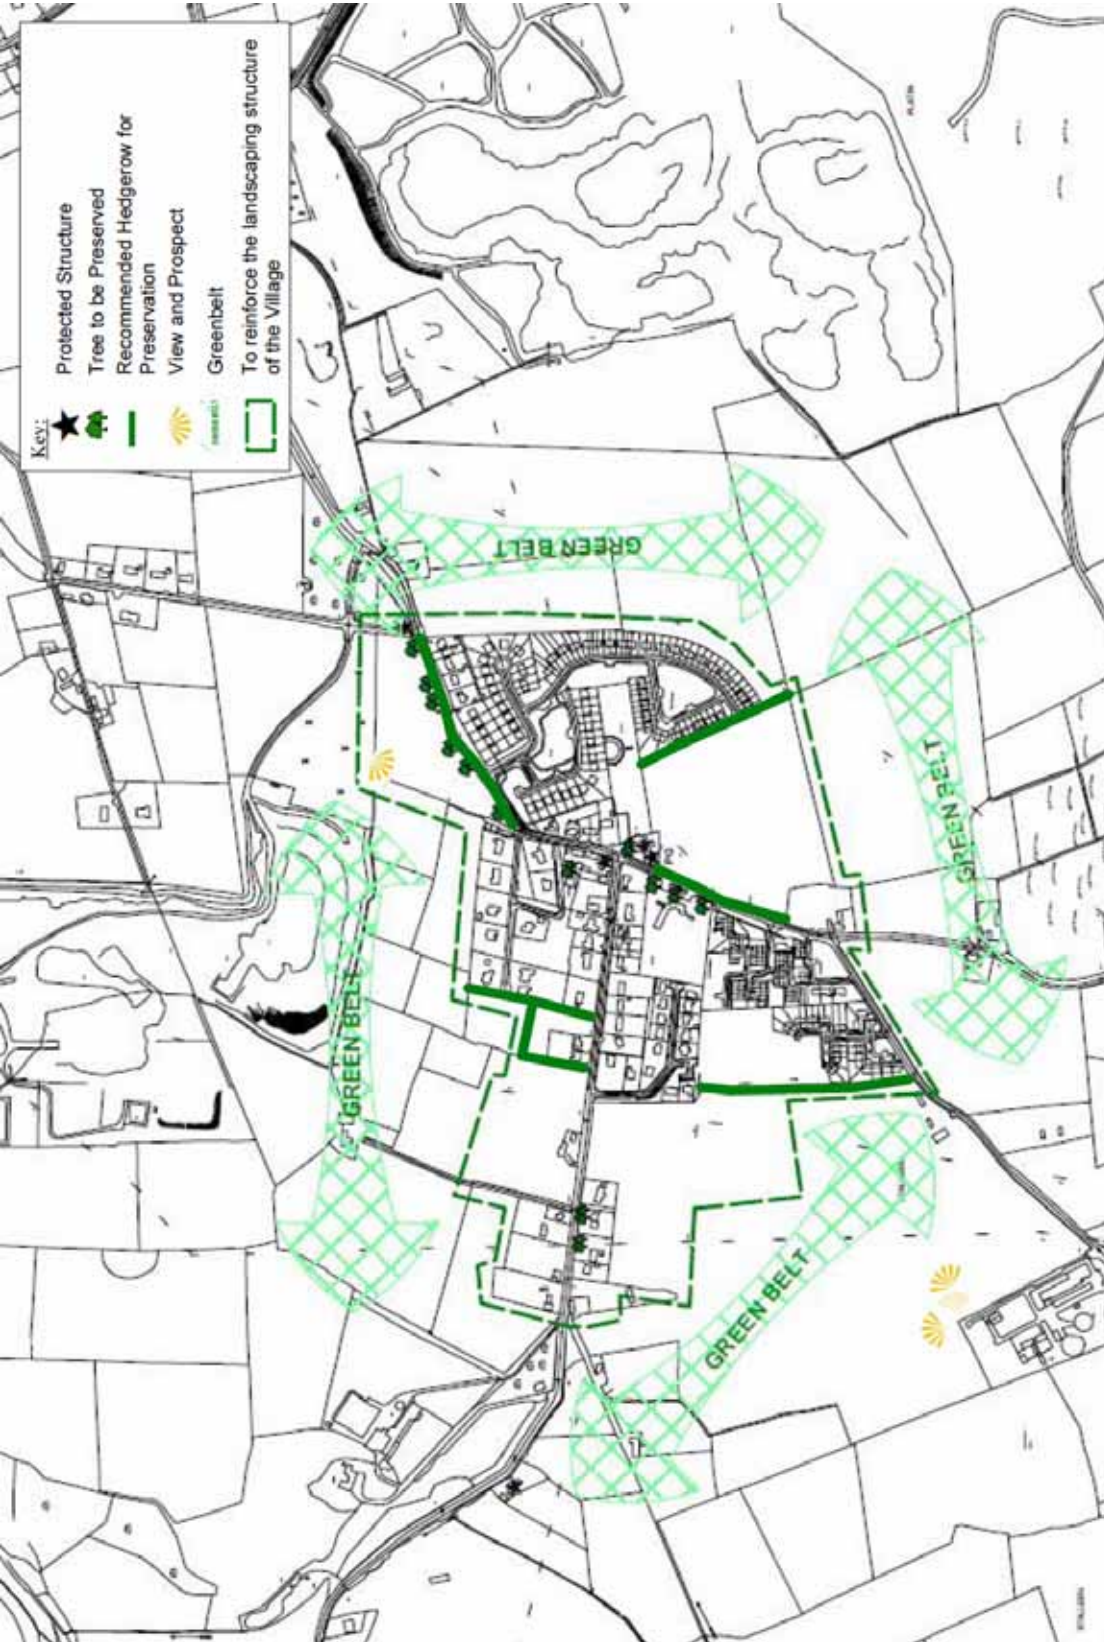 Key:
Protected Structure
Tree to be Preserved
Recommended Hedgerow for
Preservation
View and Prospect
Greenbelt
To reinforce the landscaping structure
of the Village
GREEN BELT
GREEN BELT
GREEN BELT
GREEN BELT